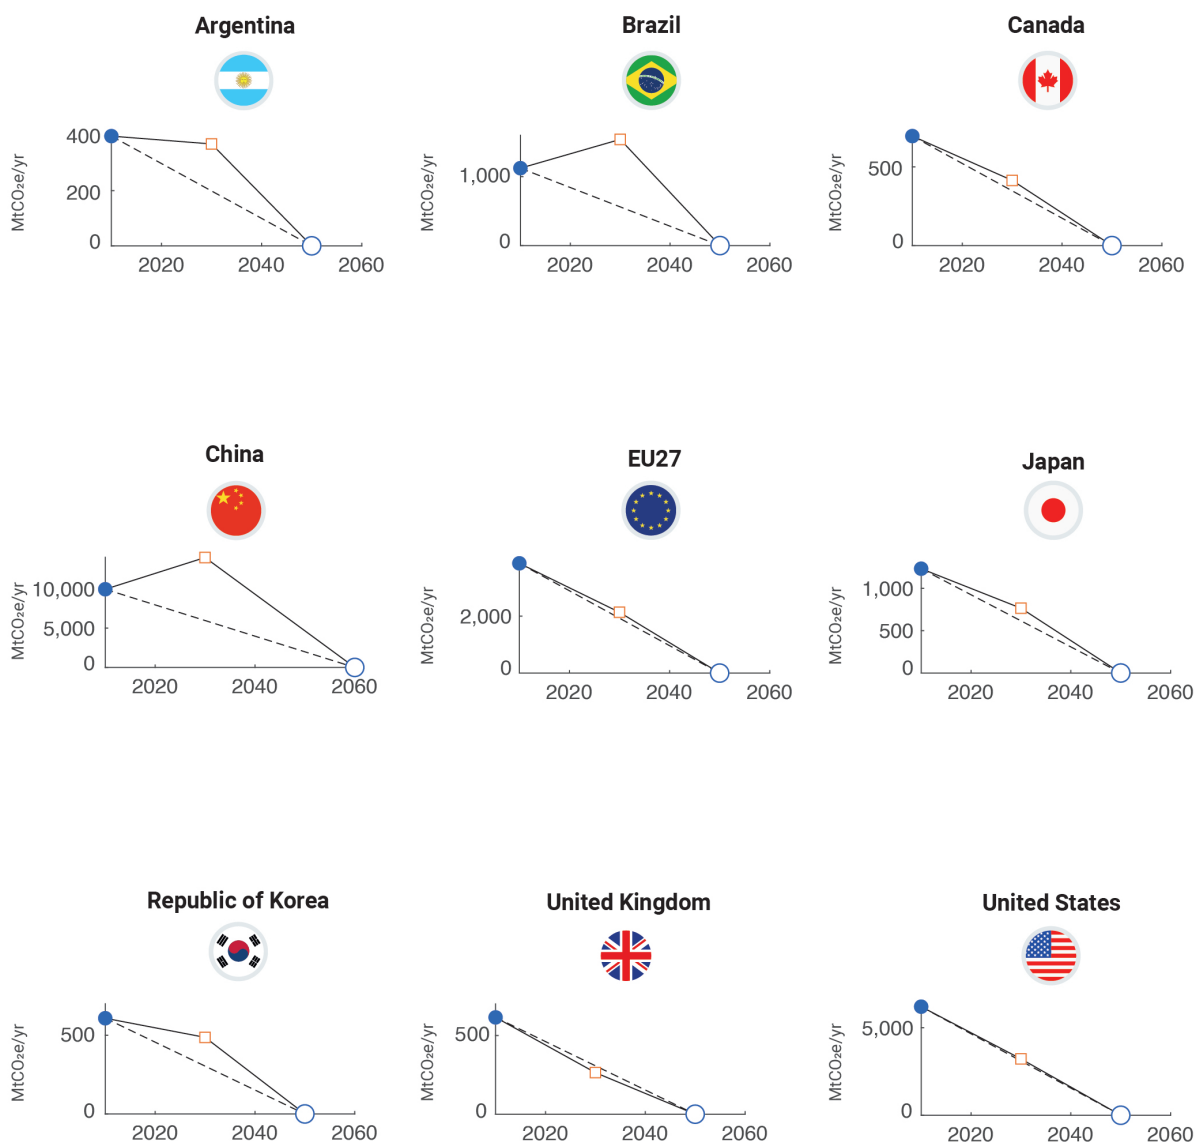 Argentina
MtCO₂e/yr
400
200
0
2020 2040 2060
Brazil
MtCO₂e/yr
1,000
0
2020 2040 2060
Canada
MtCO₂e/yr
500
0
2020 2040 2060
China
MtCO₂e/yr
10,000
5,000
0
2020 2040 2060
EU27
MtCO₂e/yr
2,000
0
2020 2040 2060
Japan
MtCO₂e/yr
1,000
500
0
2020 2040 2060
Republic of Korea
MtCO₂e/yr
500
0
2020 2040 2060
United Kingdom
MtCO₂e/yr
500
0
2020 2040 2060
United States
MtCO₂e/yr
5,000
0
2020 2040 2060